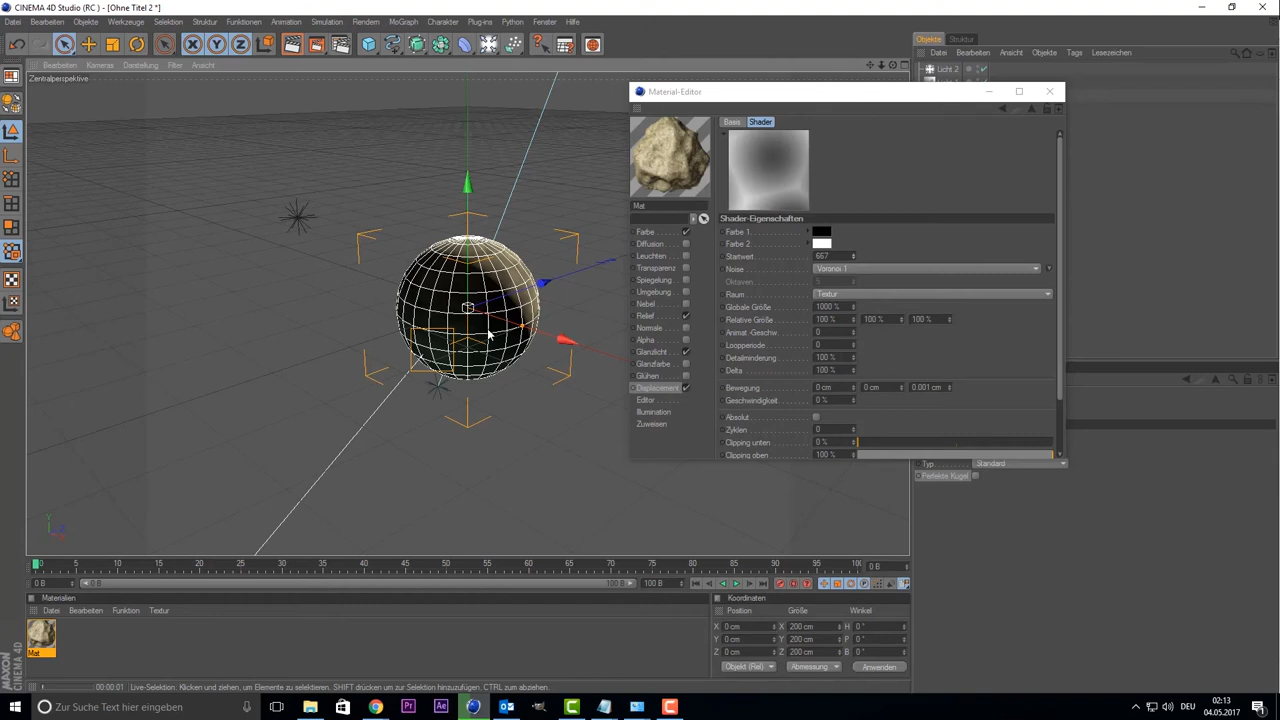 CINEMA 4D Studio (RC ) - [Ohne Titel 2 *]
Datei Bearbeiten Objekte Werkzeuge Selektion Struktur Funktionen Animation Simulation Rendern Charakter MoGraph Charakter Plug-ins Python Fenster Hilfe
Objekte Struktur
Datei Bearbeiten Ansicht Objekte Tags Lesezeichen
Bearbeiten Kameras Darstellung Filter Ansicht
Licht 2
Zentralperspektive
Material-Editor
Basis Shader
Mat
Shader-Eigenschaften
Farbe
Diffusion
Leuchten
Transparenz
Spiegelung
Umgebung
Nebel
Relief
Normale
Alpha
Glanzlicht
Glanzfarbe
Glühen
Displacement
Editor
Illumination
Zuweisen
Farbe 1
Farbe 2
Startwert 667
Noise Voronoi 1
Oktaven 5
Raum Textur
Globale Größe 1000 %
Relative Größe 100 % 100 % 100 %
Animat.-Geschw. 0
Loopperiode 0
Detailminderung 100 %
Delta 100 %
Bewegung 0 cm 0 cm 0.001 cm
Geschwindigkeit 0 %
Absolut
Zyklen 0
Clipping unten 0 %
Clipping oben 100 %
Typ Standard
Perfekte Kugel
Y
Z
0 5 10 15 20 25 30 35 40 45 50 55 60 65 70 75 80 85 90 95 100 0 B
0 B 0 B 100 B 100 B
Materialien
Datei Bearbeiten Funktion Textur
Mat
Koordinaten
Position Größe Winkel
X 0 cm X 200 cm H 0 °
Y 0 cm Y 200 cm P 0 °
Z 0 cm Z 200 cm B 0 °
Objekt (Rel) Abmessung Anwenden
MAXON
CINEMA 4D
00:00:01 Live-Selektion: Klicken und ziehen, um Elemente zu selektieren. SHIFT drücken um zur Selektion hinzuzufügen, CTRL zum abziehen.
Zur Suche Text hier eingeben
Pr
Ae
DEU
02:13
04.05.2017